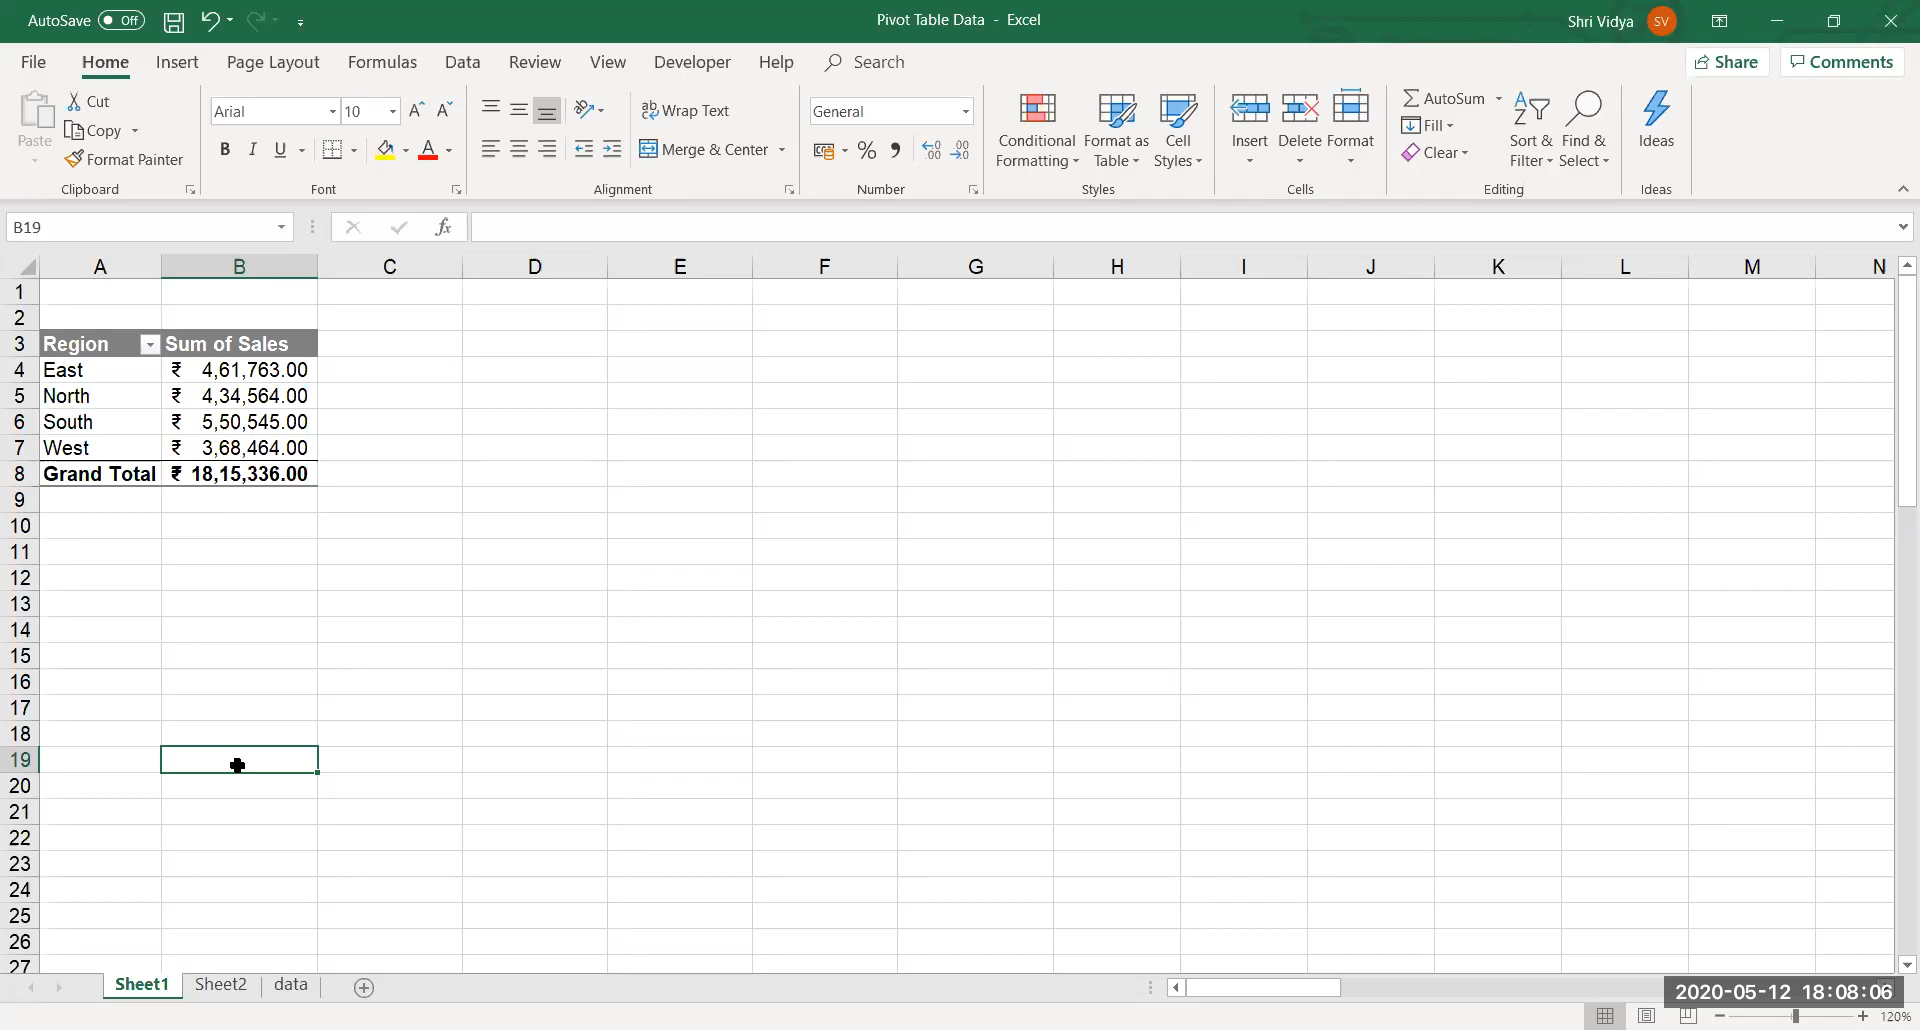 AutoSave Off
Pivot Table Data - Excel
Shri Vidya SV
File Home Insert Page Layout Formulas Data Review View Developer Help Search Share Comments
Paste
Cut
Copy
Format Painter
Clipboard
Arial 10
B I U A
Font
ab Wrap Text
Merge & Center
Alignment
General
% , .00 .00
Number
Conditional Formatting
Format as Table
Cell Styles
Styles
Insert Delete Format
Cells
AutoSum
Fill
Clear
Sort & Filter
Find & Select
Editing
Ideas
Ideas
B19 fx
A B C D E F G H I J K L M N
1
2
3 Region Sum of Sales
4 East ₹ 4,61,763.00
5 North ₹ 4,34,564.00
6 South ₹ 5,50,545.00
7 West ₹ 3,68,464.00
8 Grand Total ₹ 18,15,336.00
9
10
11
12
13
14
15
16
17
18
19
20
21
22
23
24
25
26
27
Sheet1 Sheet2 data
2020-05-12 18:08:06
120%